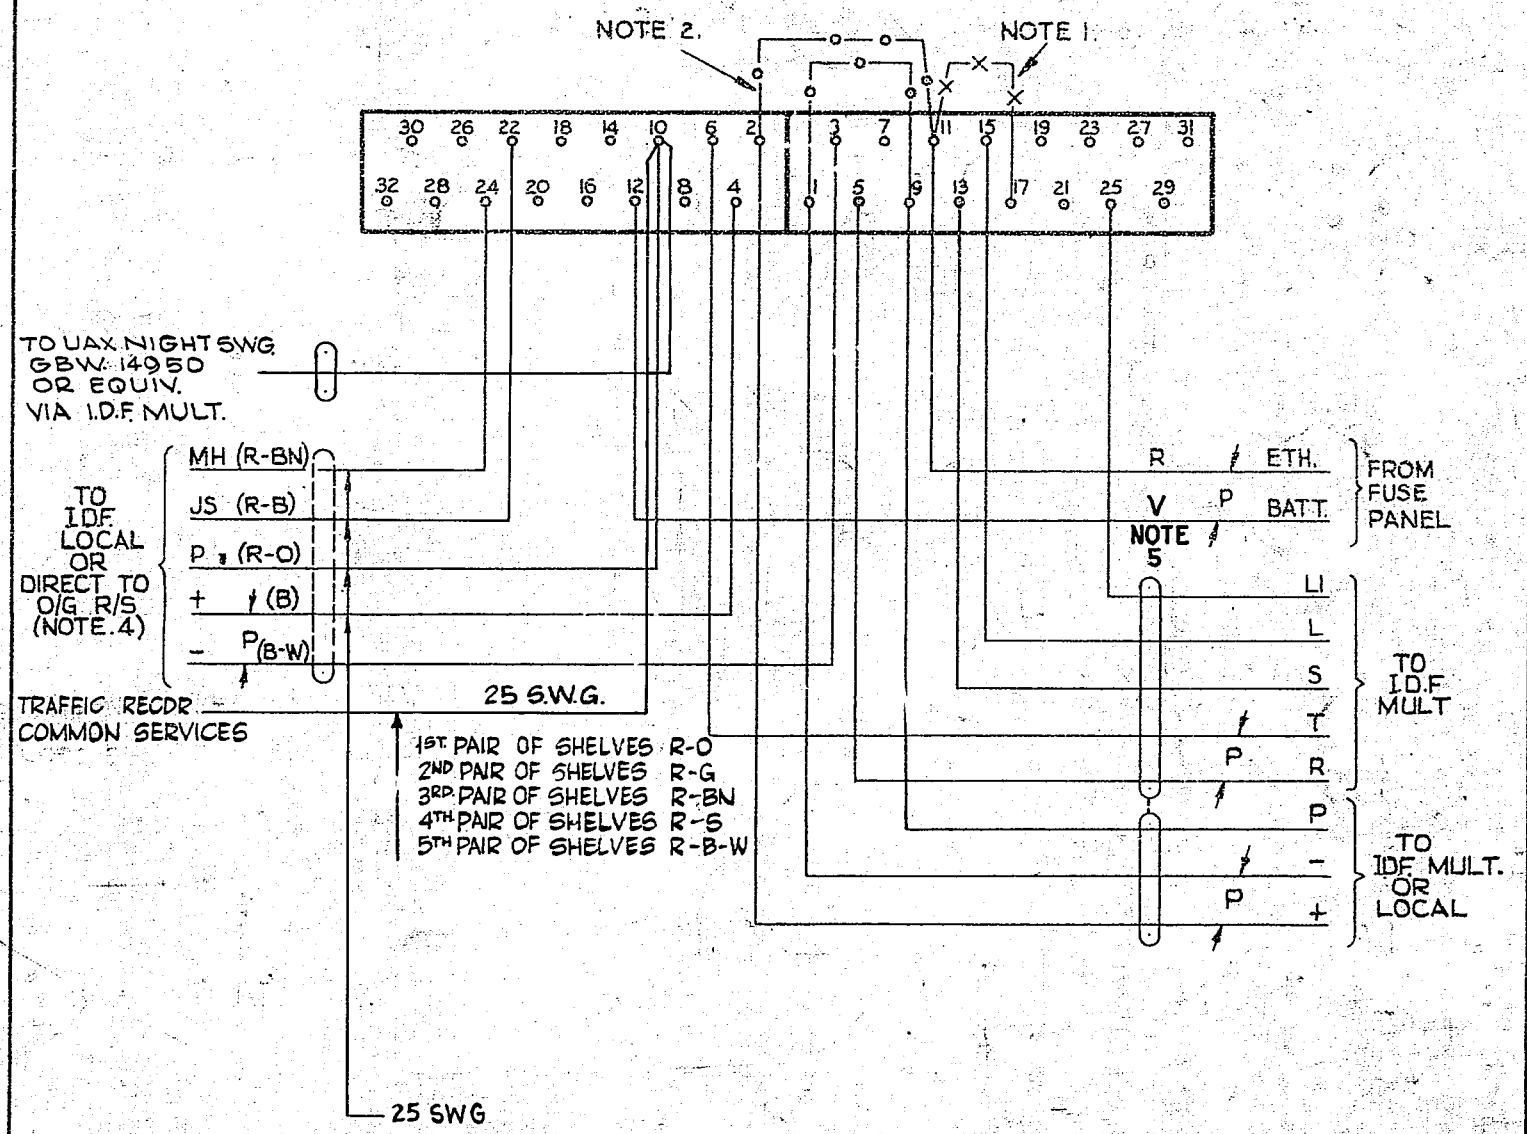 NOTE 2.
NOTE 1.
30 26 22 18 14 10 6 2 3 7 11 15 19 23 27 31
32 28 24 20 16 12 8 4 1 5 9 13 17 21 25 29
TO UAX NIGHT SWG.
GBW. 14950
OR EQUIV.
VIA I.D.F. MULT.
MH (R-BN)
JS (R-B)
P (R-O)
+ (B)
- P (B-W)
TO
I.D.F.
LOCAL
OR
DIRECT TO
O/G R/S
(NOTE.4)
TRAFFIC RECDR
COMMON SERVICES
25 S.W.G.
1ST. PAIR OF SHELVES R-O
2ND. PAIR OF SHELVES R-G
3RD. PAIR OF SHELVES R-BN
4TH. PAIR OF SHELVES R-S
5TH PAIR OF SHELVES R-B-W
25 SWG
R ETH.
V P BATT.
NOTE
5
FROM
FUSE
PANEL
LI
L
S
T
P R
TO
I.D.F
MULT
P
-
P +
TO
IDF. MULT.
OR
LOCAL